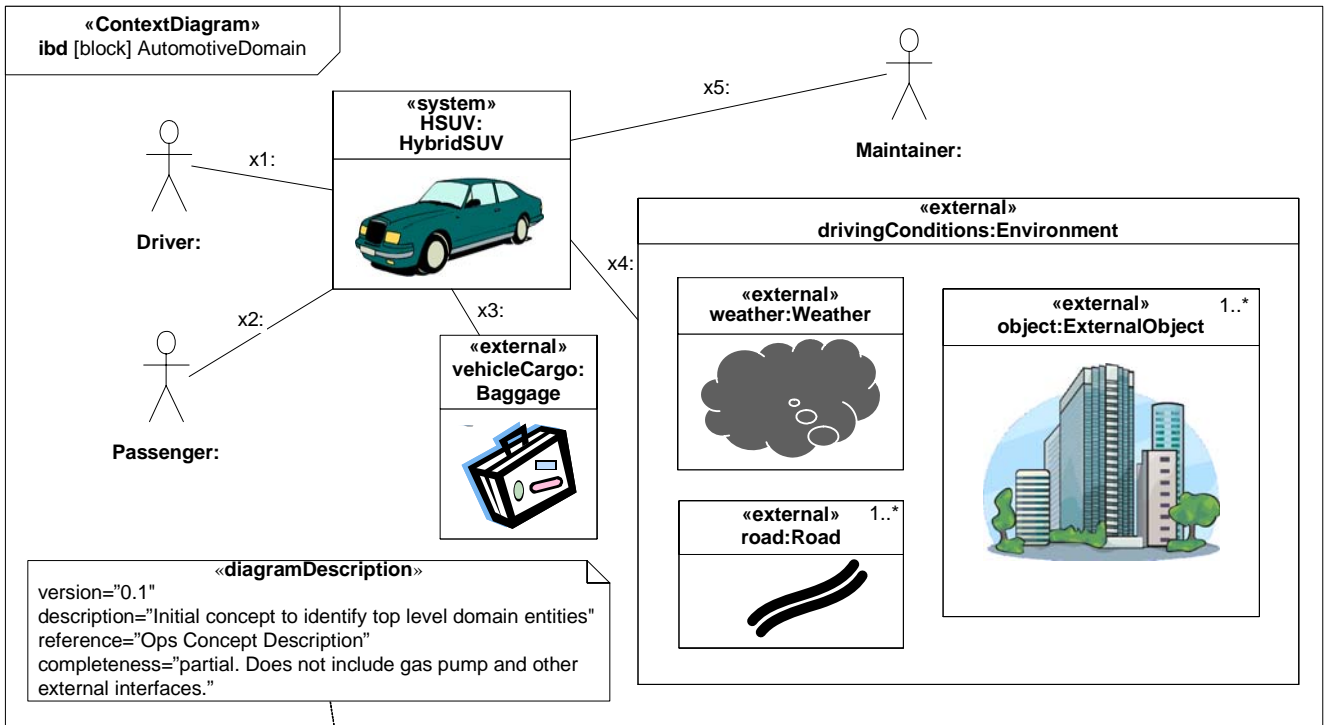 «ContextDiagram»
ibd [block] AutomotiveDomain
x5:
«system»
HSUV:
HybridSUV
x1:
Maintainer:
Driver:
«external»
drivingConditions:Environment
x4:
x2:
x3:
«external»
weather:Weather
«external» 1..*
object:ExternalObject
«external»
vehicleCargo:
Baggage
Passenger:
«external» 1..*
road:Road
«diagramDescription»
version=”0.1"
description=”Initial concept to identify top level domain entities"
reference=”Ops Concept Description”
completeness=”partial. Does not include gas pump and other
external interfaces.”